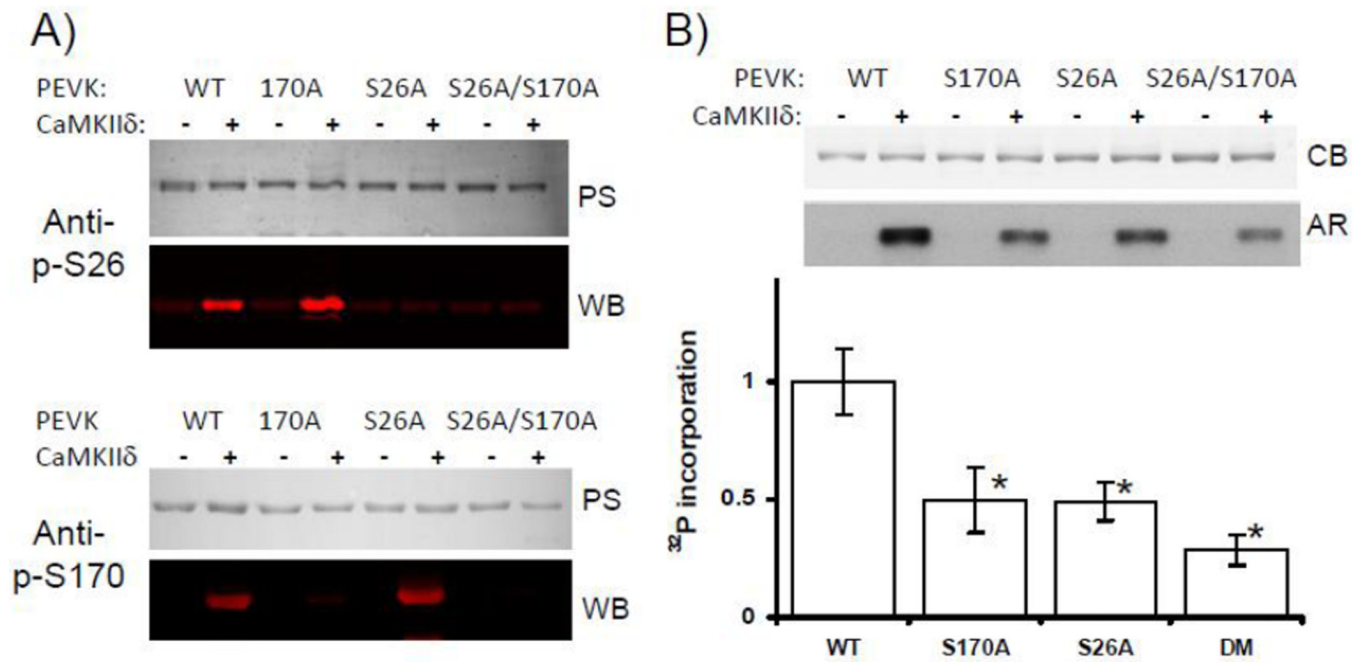 A)
PEVK: WT 170A S26A S26A/S170A
CaMKIIδ: - + - + - + - +
PS
Anti-
p-S26
WB
PEVK WT 170A S26A S26A/S170A
CaMKIIδ - + - + - + - +
PS
Anti-
p-S170
WB
B)
PEVK: WT S170A S26A S26A/S170A
CaMKIIδ: - + - + - + - +
CB
AR
³²P incorporation
1
0.5
0
* * *
WT S170A S26A DM